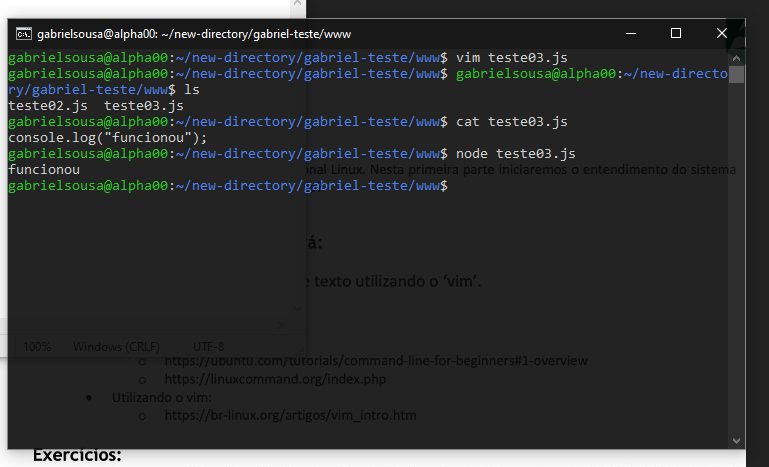 gabrielsousa@alpha00: ~/new-directory/gabriel-teste/www
gabrielsousa@alpha00:~/new-directory/gabriel-teste/www$ vim teste03.js
gabrielsousa@alpha00:~/new-directory/gabriel-teste/www$ gabrielsousa@alpha00:~/new-directo
ry/gabriel-teste/www$ ls
teste02.js  teste03.js
gabrielsousa@alpha00:~/new-directory/gabriel-teste/www$ cat teste03.js
console.log("funcionou");
gabrielsousa@alpha00:~/new-directory/gabriel-teste/www$ node teste03.js
funcionou
onal Linux. Nesta primeira parte iniciaremos o entendimento do sistema
gabrielsousa@alpha00:~/new-directory/gabriel-teste/www$
á:
e texto utilizando o ‘vim’.
100% Windows (CRLF) UTF-8
o https://ubuntu.com/tutorials/command-line-for-beginners#1-overview
o https://linuxcommand.org/index.php
• Utilizando o vim:
o https://br-linux.org/artigos/vim_intro.htm
Exercícios: